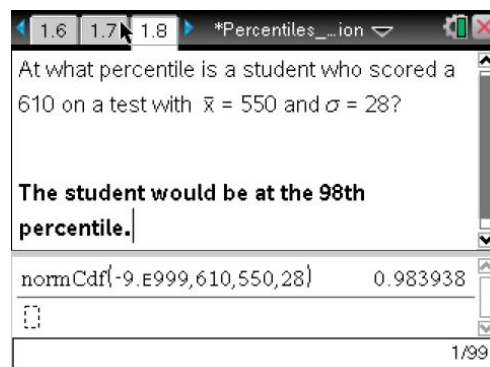 1.6 1.7 1.8 *Percentiles_…ion
At what percentile is a student who scored a
610 on a test with x̄ = 550 and σ = 28?
The student would be at the 98th
percentile.
normCdf(-9.E999,610,550,28) 0.983938
1/99